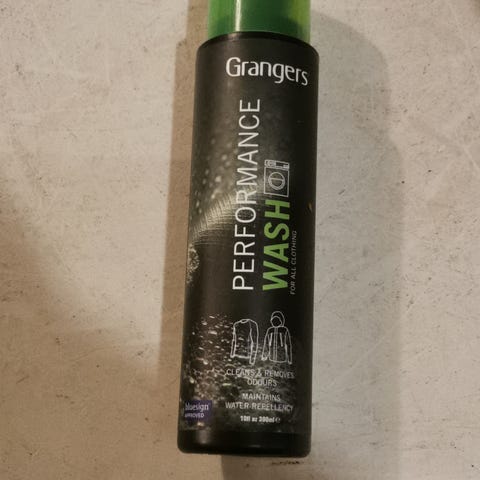 Grangers
PERFORMANCE
WASH
FOR ALL CLOTHING
CLEANS & REMOVES
ODOURS
MAINTAINS
WATER REPELLENCY
bluesign
APPROVED
10fl oz 300ml℮